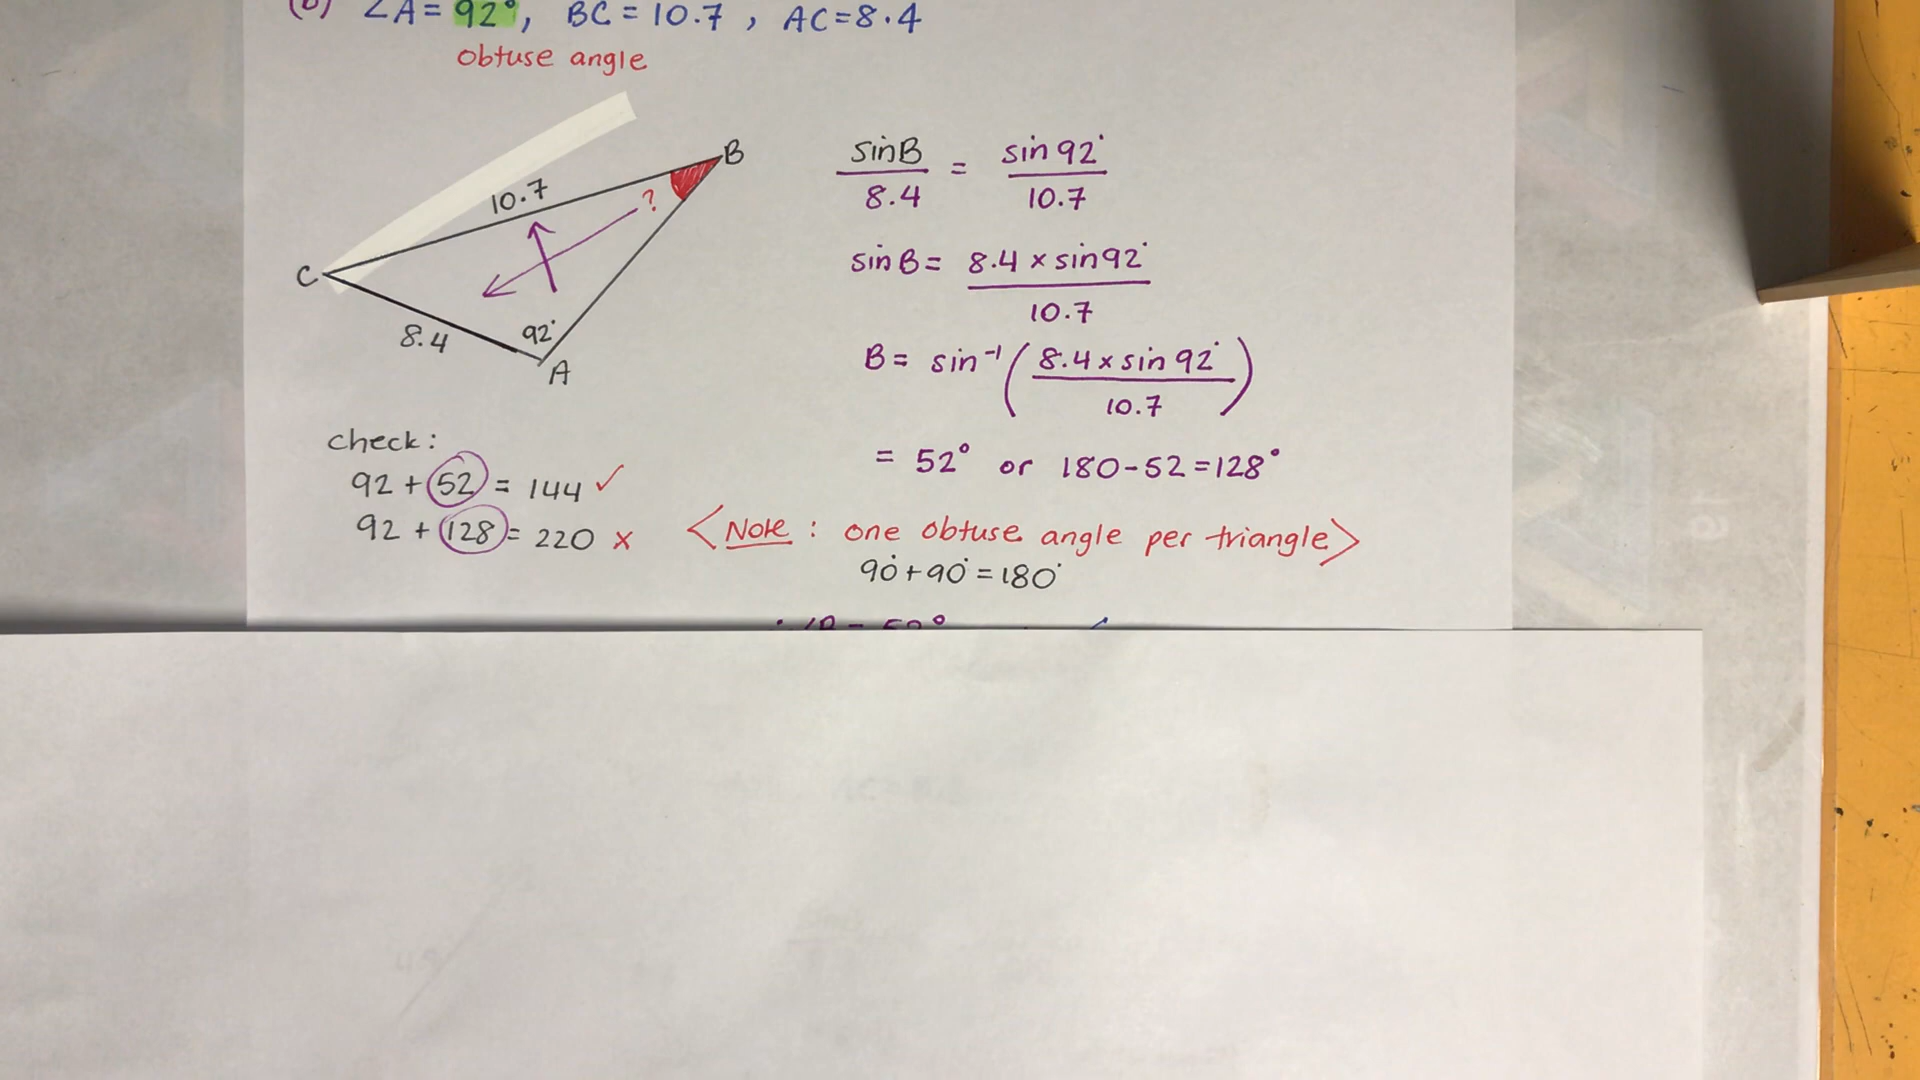 (b) ∠A = 92°, BC = 10.7, AC = 8.4
obtuse angle
B
10.7
?
C
8.4
92°
A
sinB/8.4 = sin 92°/10.7
sin B = 8.4 × sin92°/10.7
B = sin⁻¹(8.4 × sin 92°/10.7)
= 52° or 180-52=128°
check:
92 + 52 = 144 ✓
92 + 128 = 220 ×
<Note: one obtuse angle per triangle>
90° + 90° = 180°